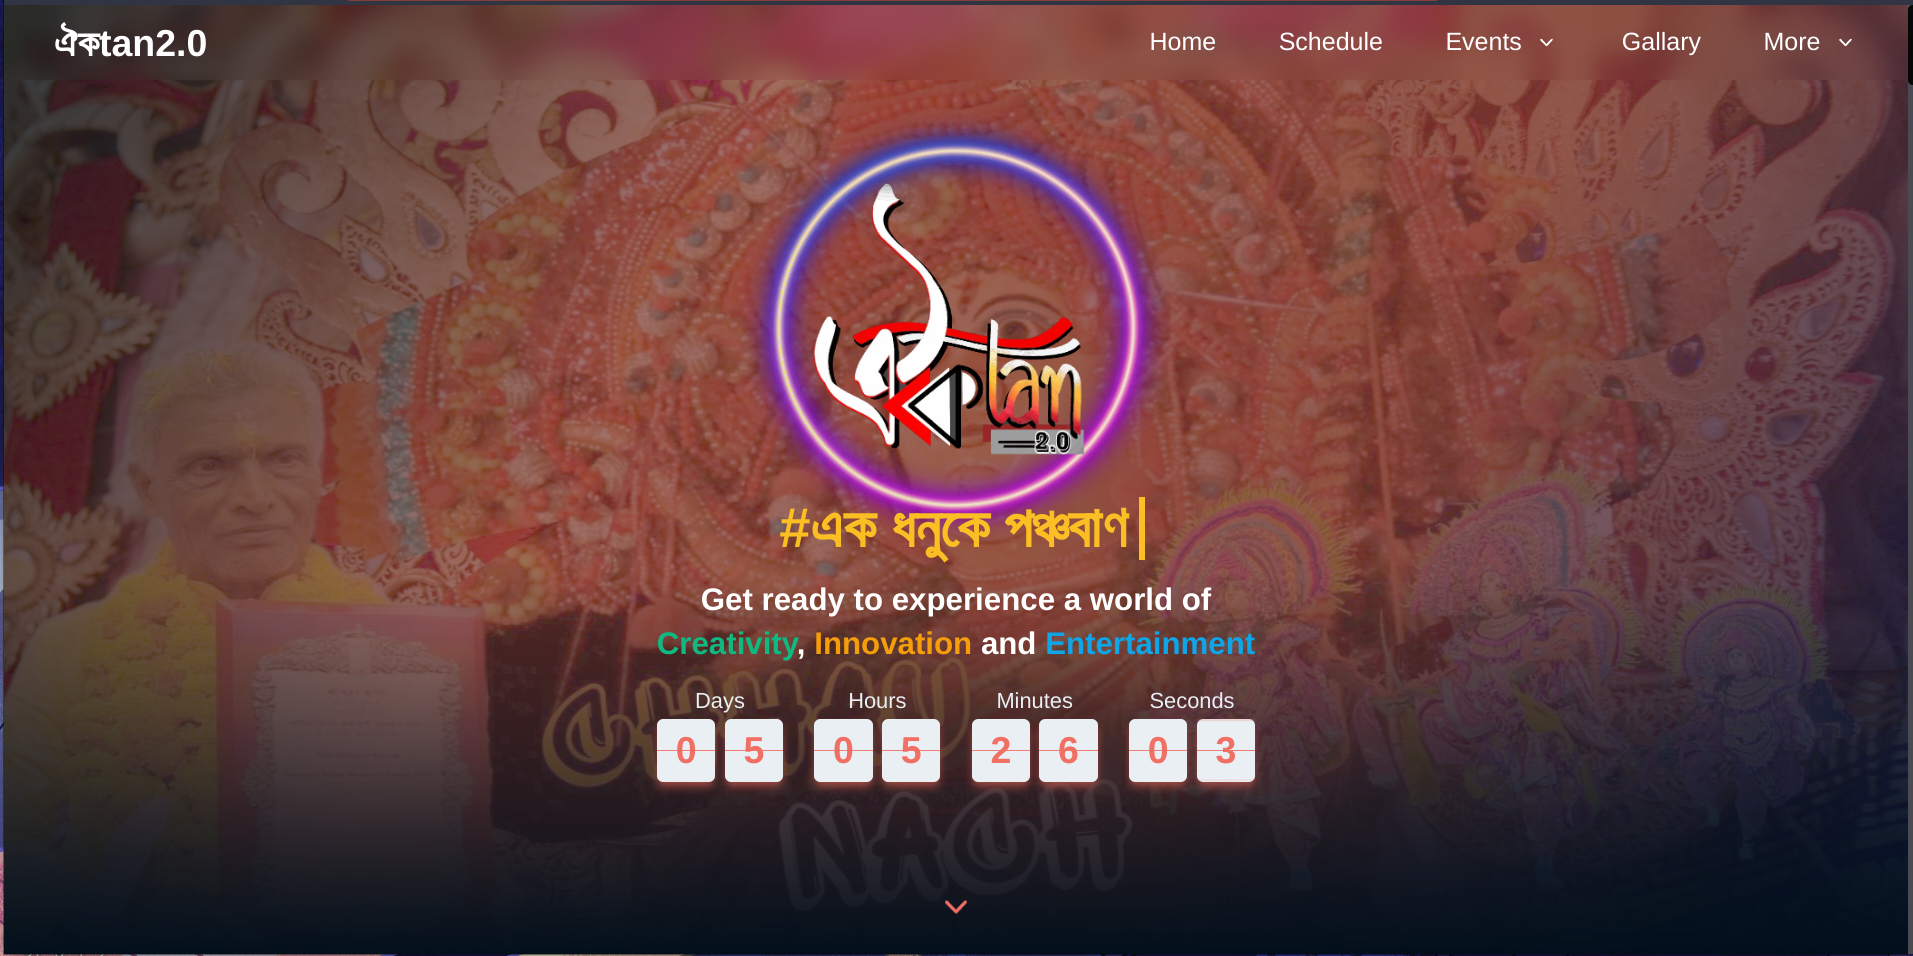 ঐকtan2.0
Home Schedule Events Gallary More
ঐকtan
2.0
#এক ধনুকে পঞ্চবাণ
Get ready to experience a world of
Creativity, Innovation and Entertainment
Days Hours Minutes Seconds
0 5 0 5 2 6 0 3
CHHAU
NACH